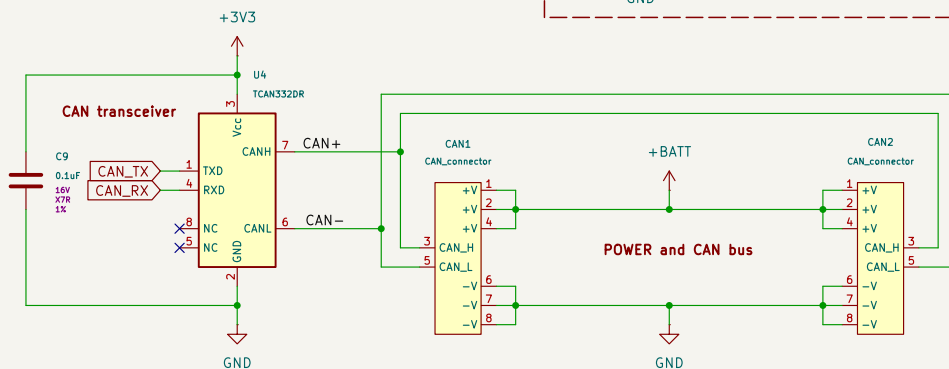 GND
+3V3
U4
TCAN332DR
CAN transceiver
3
Vcc
C9
0.1uF
16V
X7R
1%
CAN_TX
CAN_RX
1
TXD
4
RXD
8
NC
5
NC
CANH
7
CAN+
CANL
6
CAN-
GND
2
GND
CAN1
CAN_connector
+V
1
+V
2
+V
4
3
CAN_H
5
CAN_L
-V
6
-V
7
-V
8
+BATT
POWER and CAN bus
GND
CAN2
CAN_connector
1
+V
2
+V
4
+V
CAN_H
3
CAN_L
5
6
-V
7
-V
8
-V